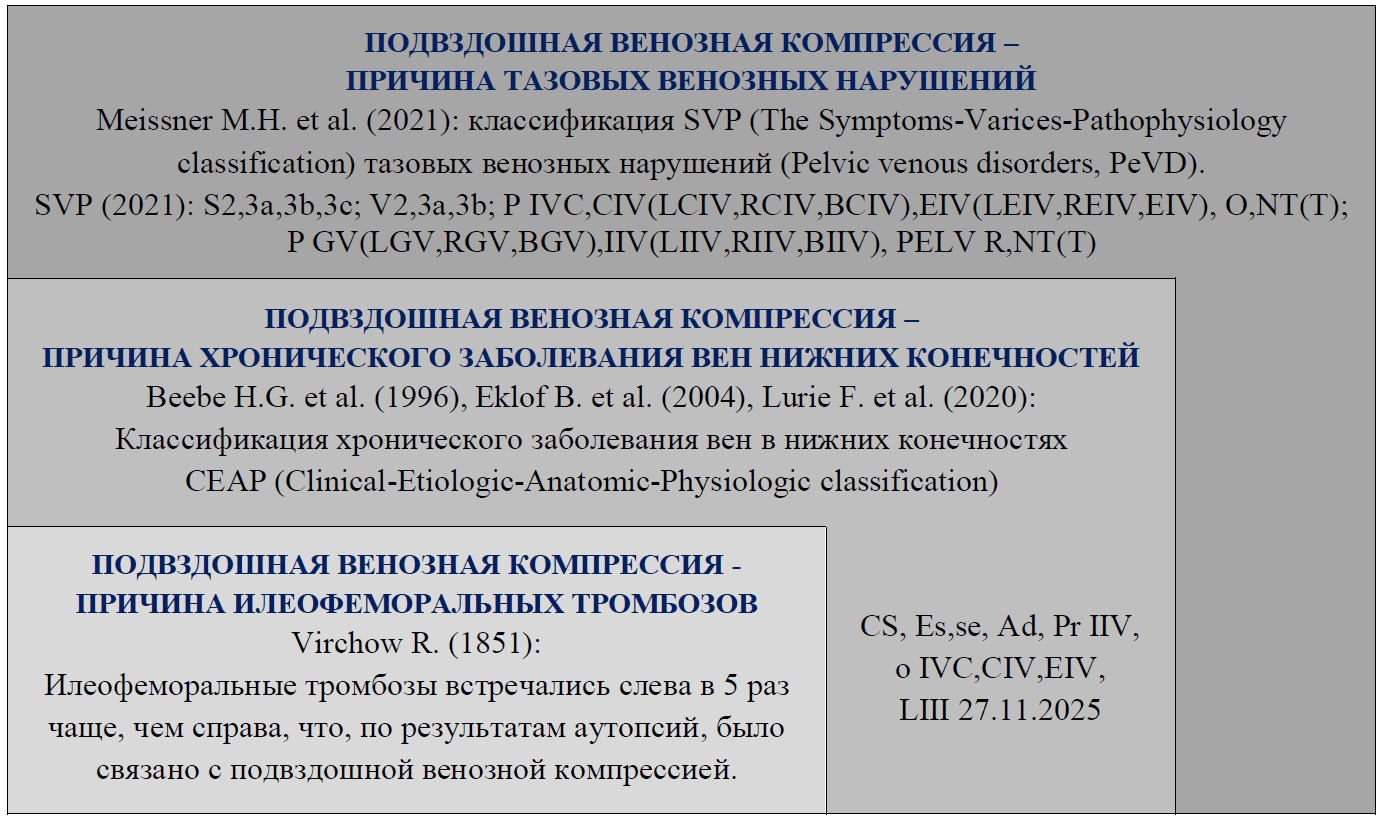 ПОДВЗДОШНАЯ ВЕНОЗНАЯ КОМПРЕССИЯ –
ПРИЧИНА ТАЗОВЫХ ВЕНОЗНЫХ НАРУШЕНИЙ
Meissner M.H. et al. (2021): классификация SVP (The Symptoms-Varices-Pathophysiology
classification) тазовых венозных нарушений (Pelvic venous disorders, PeVD).
SVP (2021): S2,3a,3b,3c; V2,3a,3b; P IVC,CIV(LCIV,RCIV,BCIV),EIV(LEIV,REIV,EIV), O,NT(T);
P GV(LGV,RGV,BGV),IIV(LIIV,RIIV,BIIV), PELV R,NT(T)
ПОДВЗДОШНАЯ ВЕНОЗНАЯ КОМПРЕССИЯ –
ПРИЧИНА ХРОНИЧЕСКОГО ЗАБОЛЕВАНИЯ ВЕН НИЖНИХ КОНЕЧНОСТЕЙ
Beebe H.G. et al. (1996), Eklof B. et al. (2004), Lurie F. et al. (2020):
Классификация хронического заболевания вен в нижних конечностях
CEAP (Clinical-Etiologic-Anatomic-Physiologic classification)
ПОДВЗДОШНАЯ ВЕНОЗНАЯ КОМПРЕССИЯ -
ПРИЧИНА ИЛЕОФЕМОРАЛЬНЫХ ТРОМБОЗОВ
Virchow R. (1851):
Илеофеморальные тромбозы встречались слева в 5 раз
чаще, чем справа, что, по результатам аутопсий, было
связано с подвздошной венозной компрессией.
CS, Es,se, Ad, Pr IIV,
o IVC,CIV,EIV,
LIII 27.11.2025